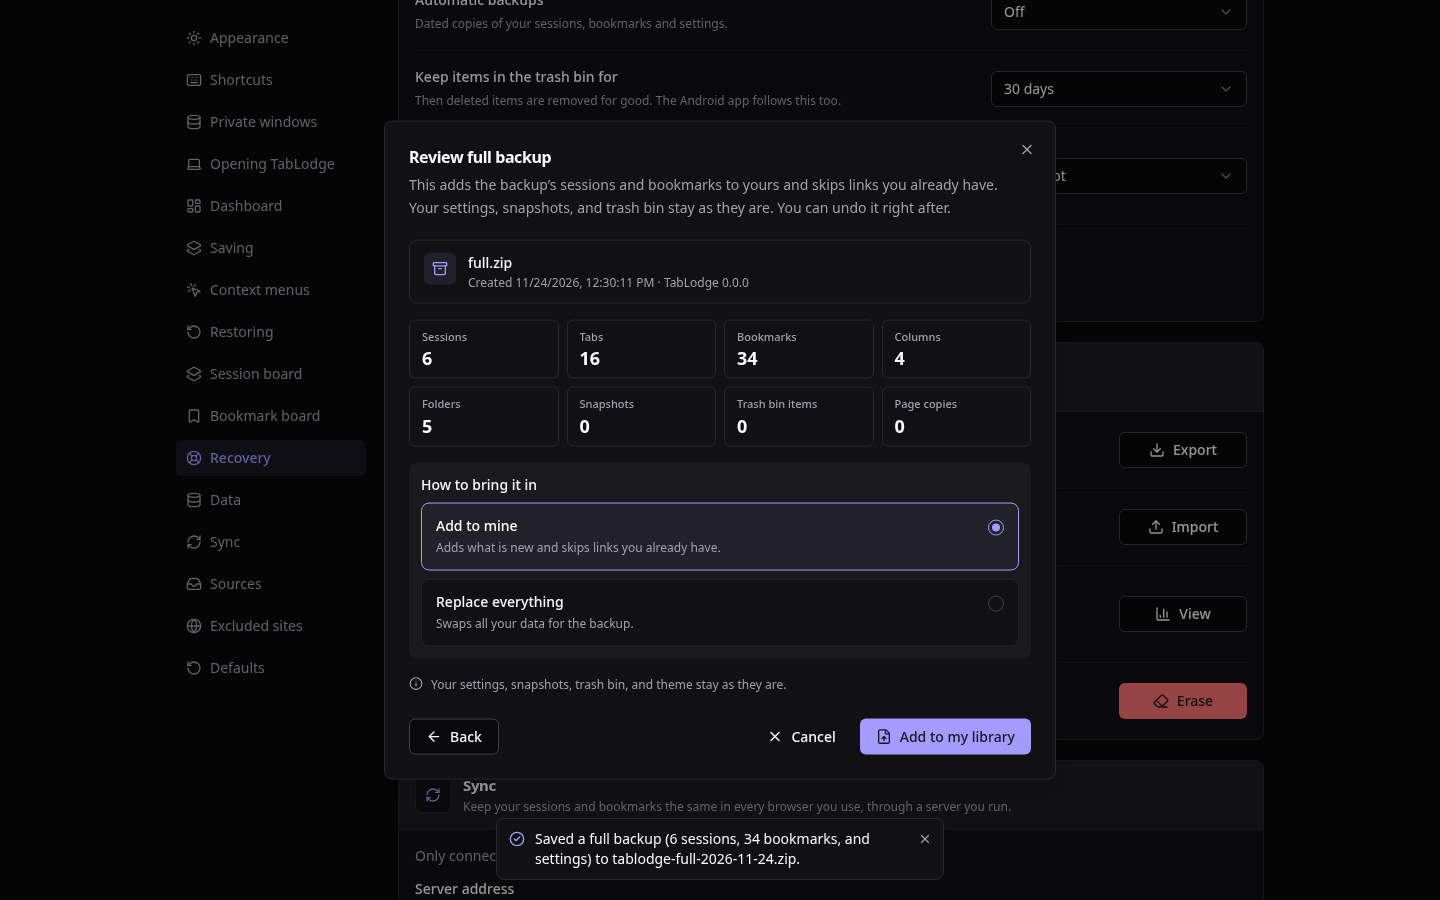 Automatic backups
Dated copies of your sessions, bookmarks and settings.
Off
Keep items in the trash bin for
Then deleted items are removed for good. The Android app follows this too.
30 days
Appearance
Shortcuts
Private windows
Opening TabLodge
Dashboard
Saving
Context menus
Restoring
Session board
Bookmark board
Recovery
Data
Sync
Sources
Excluded sites
Defaults
Review full backup
This adds the backup’s sessions and bookmarks to yours and skips links you already have.
Your settings, snapshots, and trash bin stay as they are. You can undo it right after.
full.zip
Created 11/24/2026, 12:30:11 PM · TabLodge 0.0.0
Sessions
6
Tabs
16
Bookmarks
34
Columns
4
Folders
5
Snapshots
0
Trash bin items
0
Page copies
0
How to bring it in
Add to mine
Adds what is new and skips links you already have.
Replace everything
Swaps all your data for the backup.
Your settings, snapshots, trash bin, and theme stay as they are.
Back
Cancel
Add to my library
Export
Import
View
Erase
Sync
Keep your sessions and bookmarks the same in every browser you use, through a server you run.
Only
Server address
Saved a full backup (6 sessions, 34 bookmarks, and
settings) to tablodge-full-2026-11-24.zip.